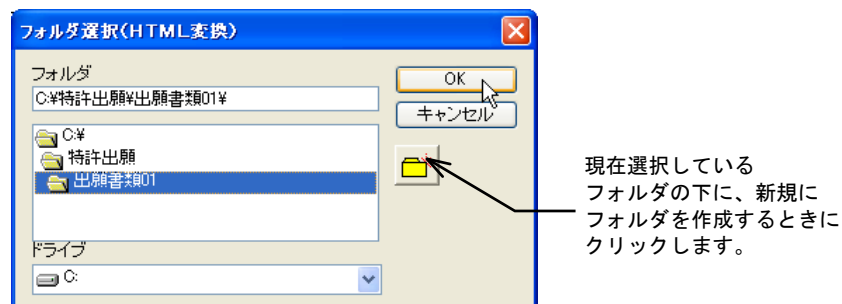 フォルダ選択(HTML変換)
フォルダ
C:¥特許出願¥出願書類01¥
OK
キャンセル
C:¥
特許出願
出願書類01
現在選択している
フォルダの下に、新規に
フォルダを作成するときに
クリックします。
ドライブ
C: